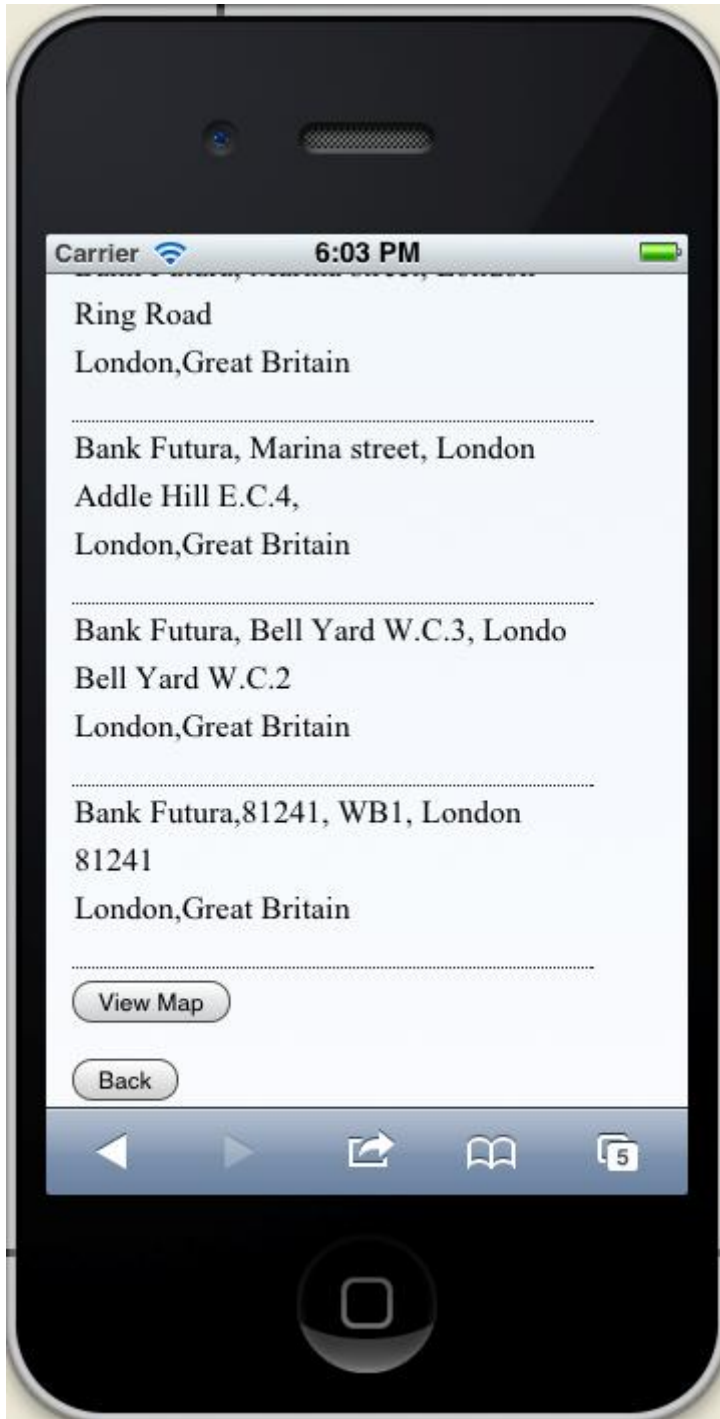 Carrier 6:03 PM
Ring Road
London,Great Britain
Bank Futura, Marina street, London
Addle Hill E.C.4,
London,Great Britain
Bank Futura, Bell Yard W.C.3, Londo
Bell Yard W.C.2
London,Great Britain
Bank Futura,81241, WB1, London
81241
London,Great Britain
View Map
Back
5